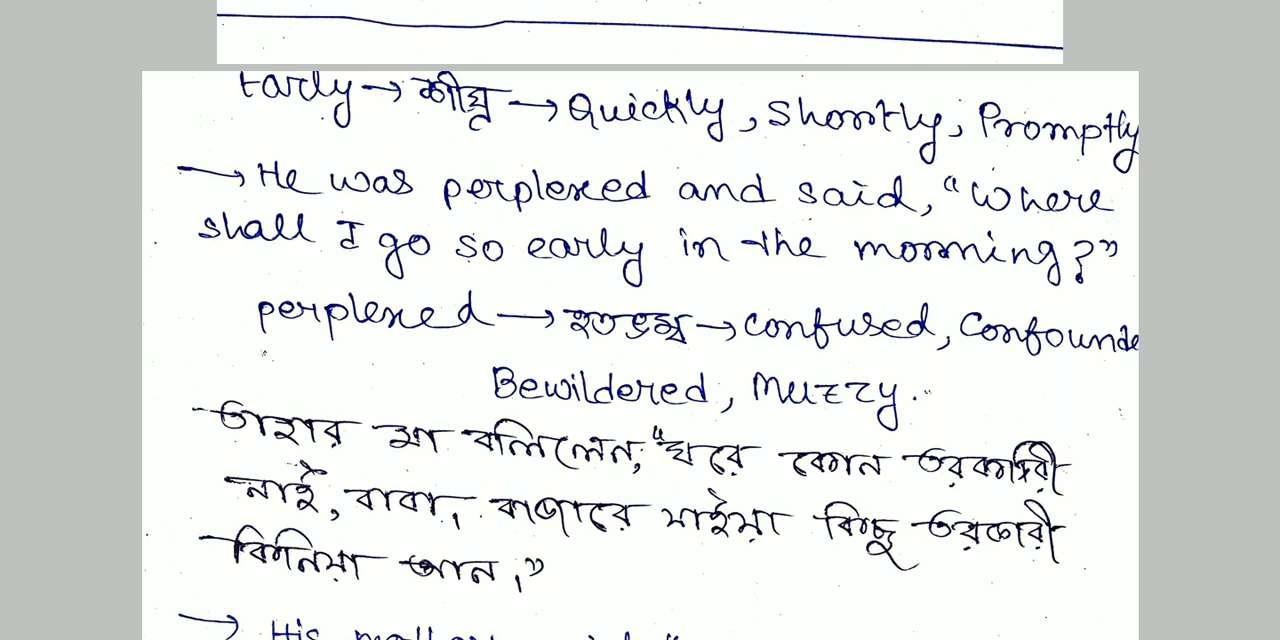 Early → শীঘ্র → Quickly, Shortly, Promptly
→ He was perplexed and said, "Where
shall I go so early in the morning?"
perplexed → হতভম্ব → confused, Confounde
Bewildered, Muzzy.
তাহার মা বলিলেন, "ঘরে কোন তরকারী
নাই, বাবা। বাজারে যাইয়া কিছু তরকারী
কিনিয়া আন।"
→ His